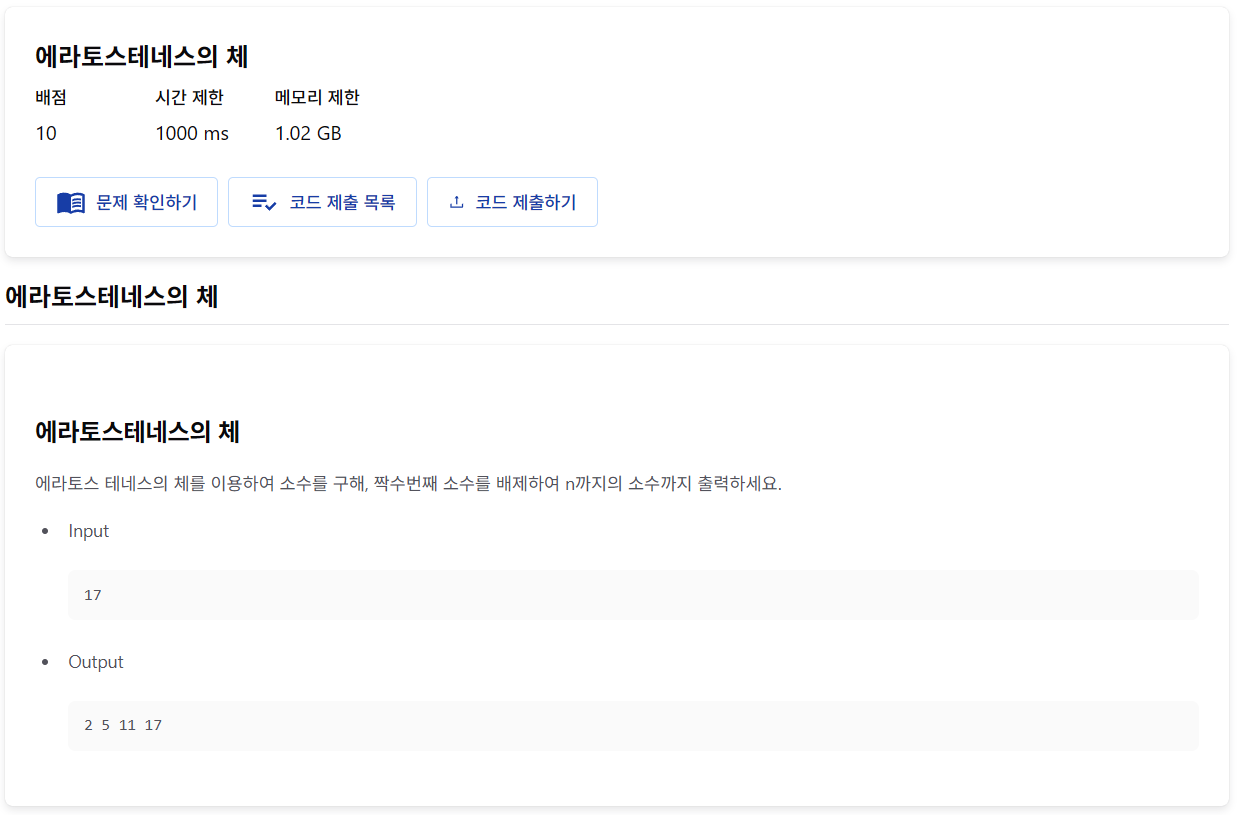 에라토스테네스의 체
배점 시간 제한 메모리 제한
10 1000 ms 1.02 GB
문제 확인하기 코드 제출 목록 코드 제출하기
에라토스테네스의 체
에라토스테네스의 체
에라토스 테네스의 체를 이용하여 소수를 구해, 짝수번째 소수를 배제하여 n까지의 소수까지 출력하세요.
Input
17
Output
2 5 11 17